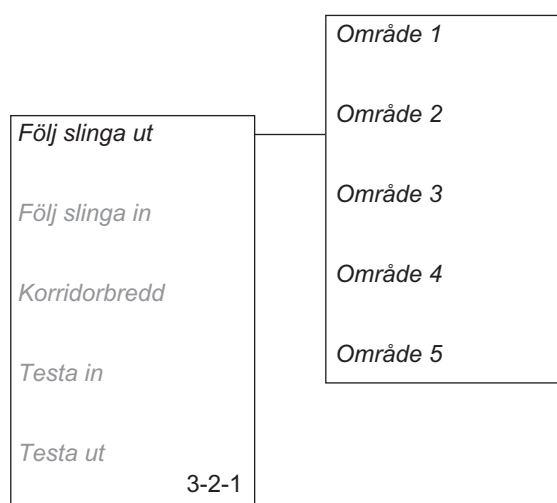 Följ slinga ut
Följ slinga in
Korridorbredd
Testa in
Testa ut
3-2-1
Område 1
Område 2
Område 3
Område 4
Område 5